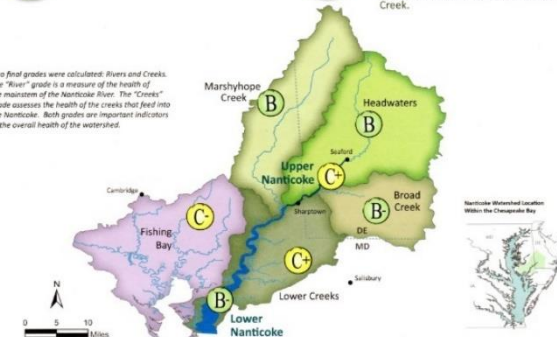 Creek.
o final grades were calculated: Rivers and Creeks.
e "River" grade is a measure of the health of
e mainstem of the Nanticoke River. The "Creeks"
ade assesses the health of the creeks that feed into
e Nanticoke. Both grades are important indicators
the overall health of the watershed.
Marshyhope
Creek
B
Headwaters
B
Seaford
Upper
Nanticoke
C+
Cambridge
Sharptown
Broad
Creek
B-
DE
MD
C-
Fishing
Bay
C+
Salisbury
Lower Creeks
B-
Lower
Nanticoke
N
0 5 10
Miles
Nanticoke Watershed Location
Within the Chesapeake Bay